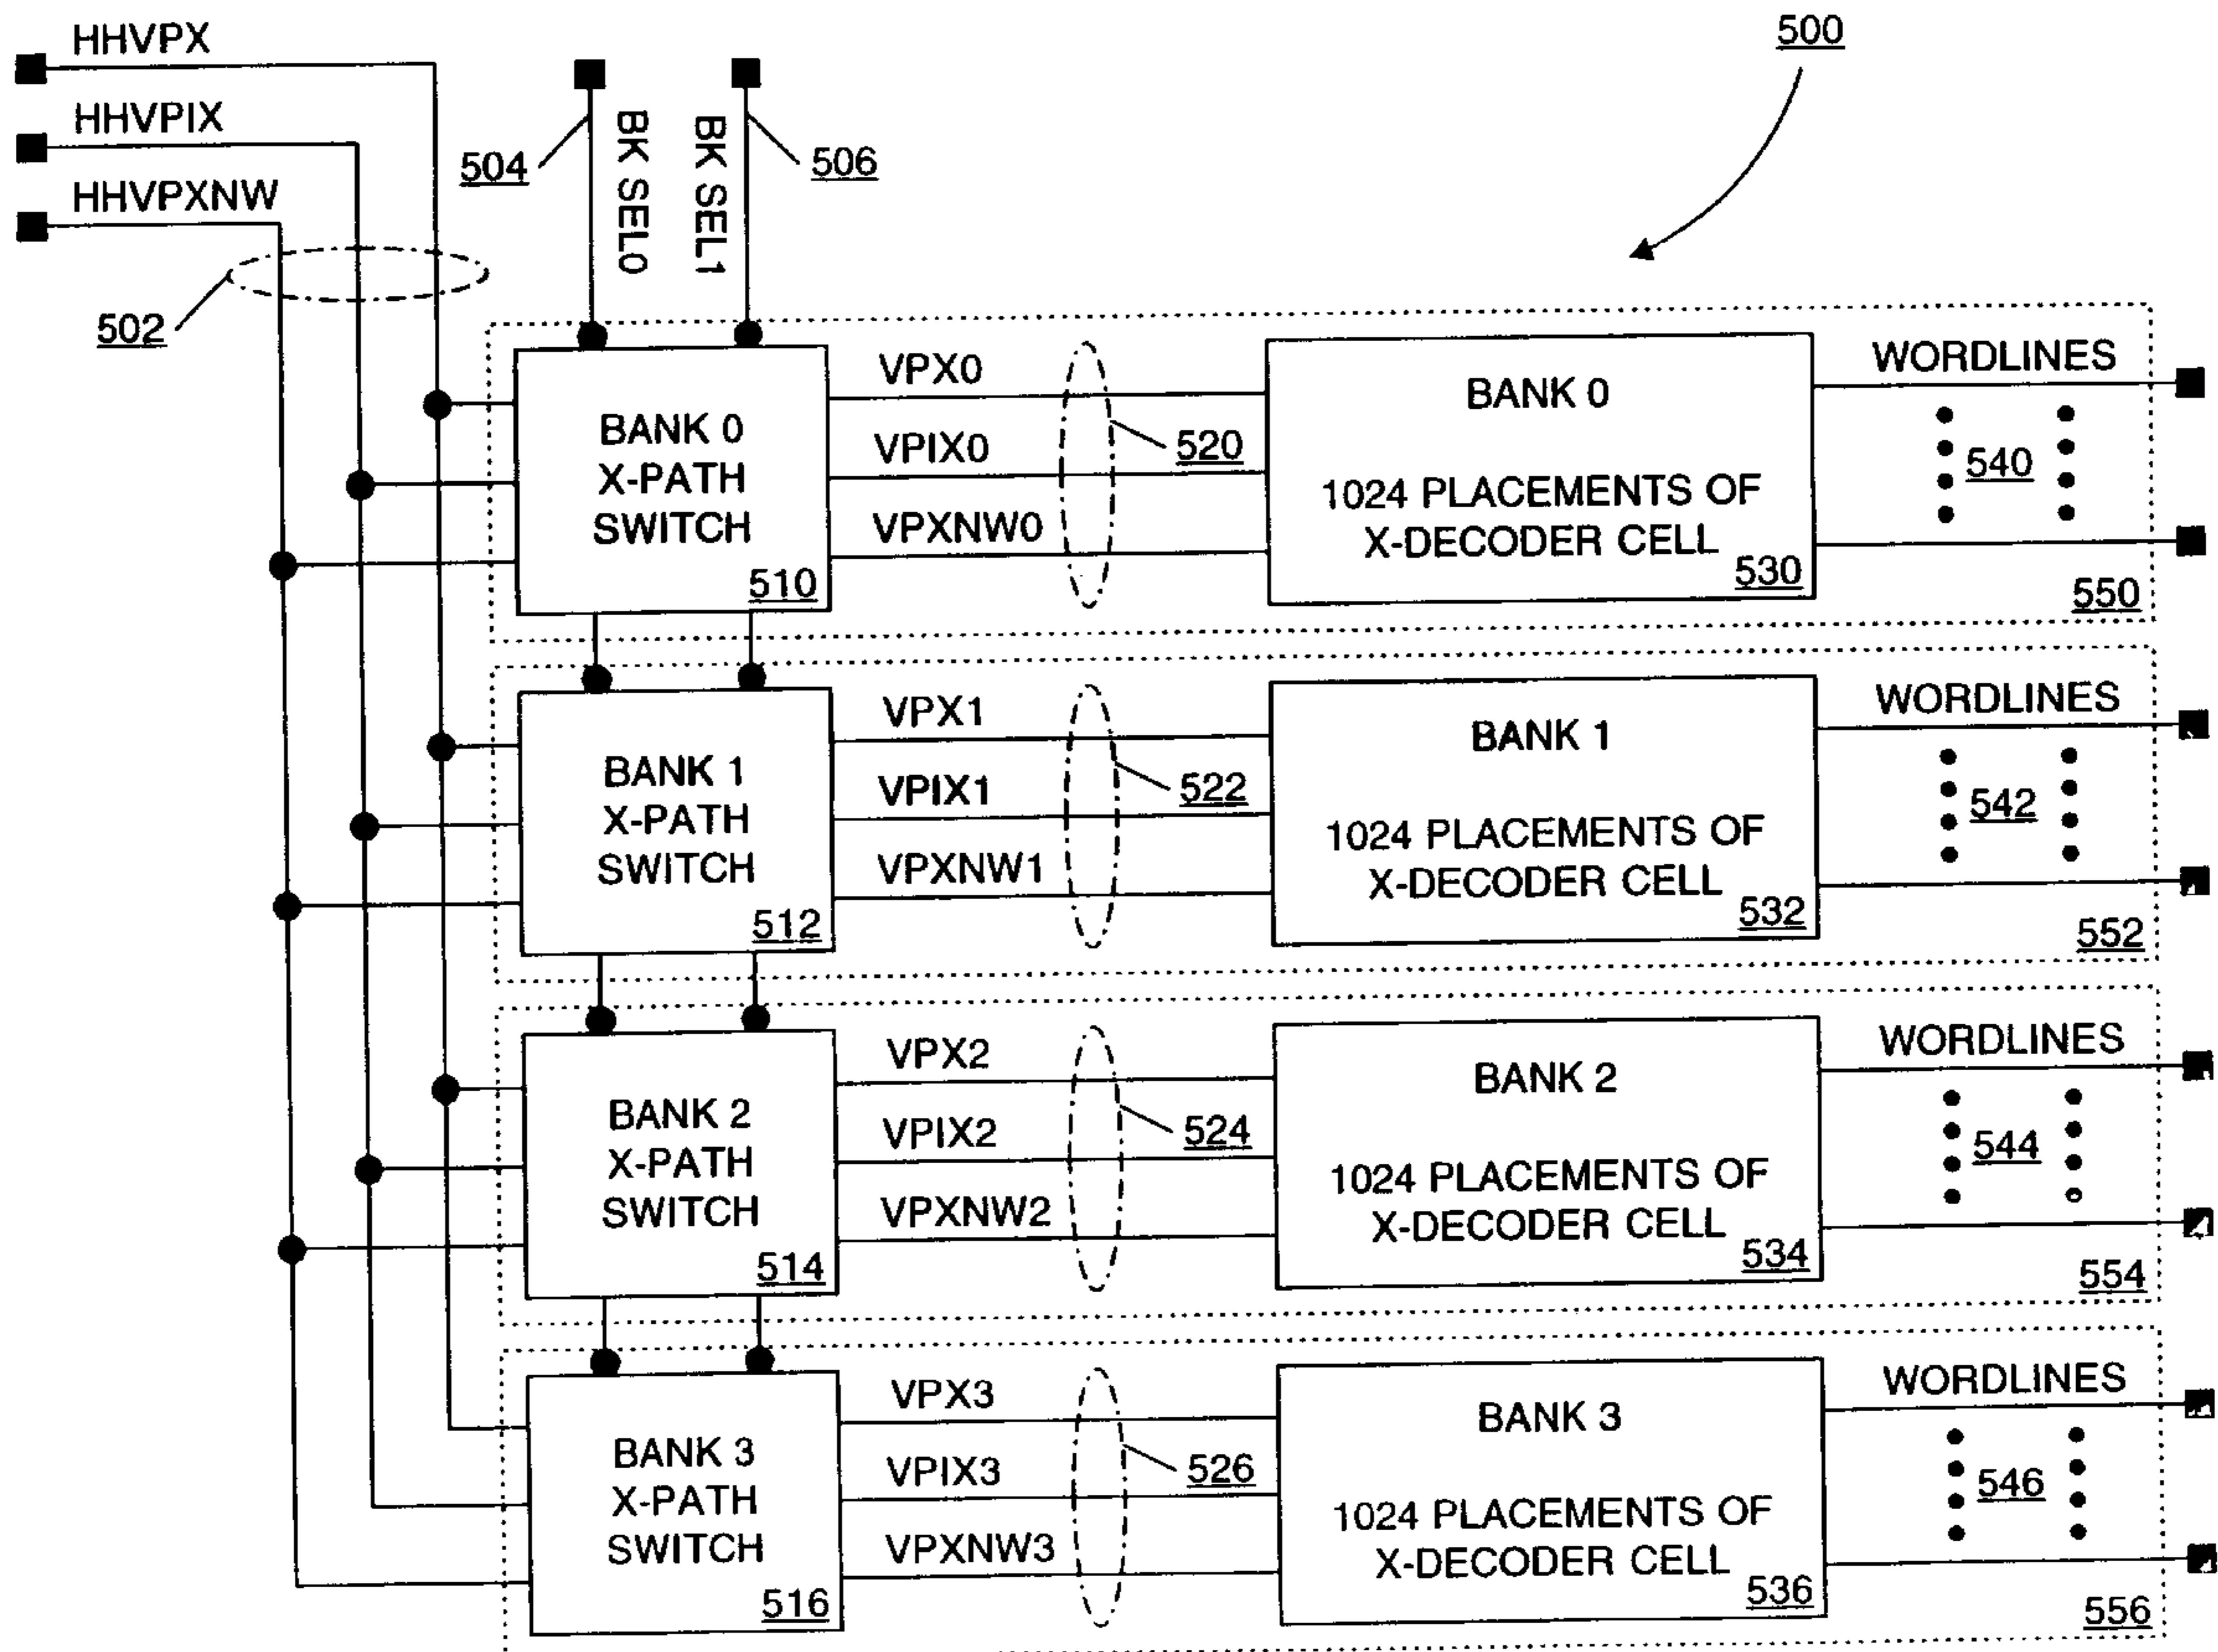 HHVPX
HHVPIX
HHVPXNW
502
504
BK SEL0
BK SEL1
506
500
BANK 0
X-PATH
SWITCH
510
VPX0
VPIX0
VPXNW0
520
BANK 0
1024 PLACEMENTS OF
X-DECODER CELL
530
WORDLINES
540
550
BANK 1
X-PATH
SWITCH
512
VPX1
VPIX1
VPXNW1
522
BANK 1
1024 PLACEMENTS OF
X-DECODER CELL
532
WORDLINES
542
552
BANK 2
X-PATH
SWITCH
514
VPX2
VPIX2
VPXNW2
524
BANK 2
1024 PLACEMENTS OF
X-DECODER CELL
534
WORDLINES
544
554
BANK 3
X-PATH
SWITCH
516
VPX3
VPIX3
VPXNW3
526
BANK 3
1024 PLACEMENTS OF
X-DECODER CELL
536
WORDLINES
546
556